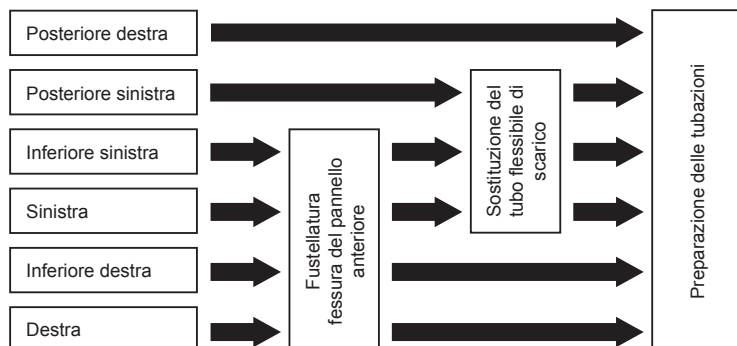 Posteriore destra
Posteriore sinistra
Inferiore sinistra
Sinistra
Inferiore destra
Destra
Fustellatura
fessura del pannello
anteriore
Sostituzione del
tubo flessibile di
scarico
Preparazione delle tubazioni